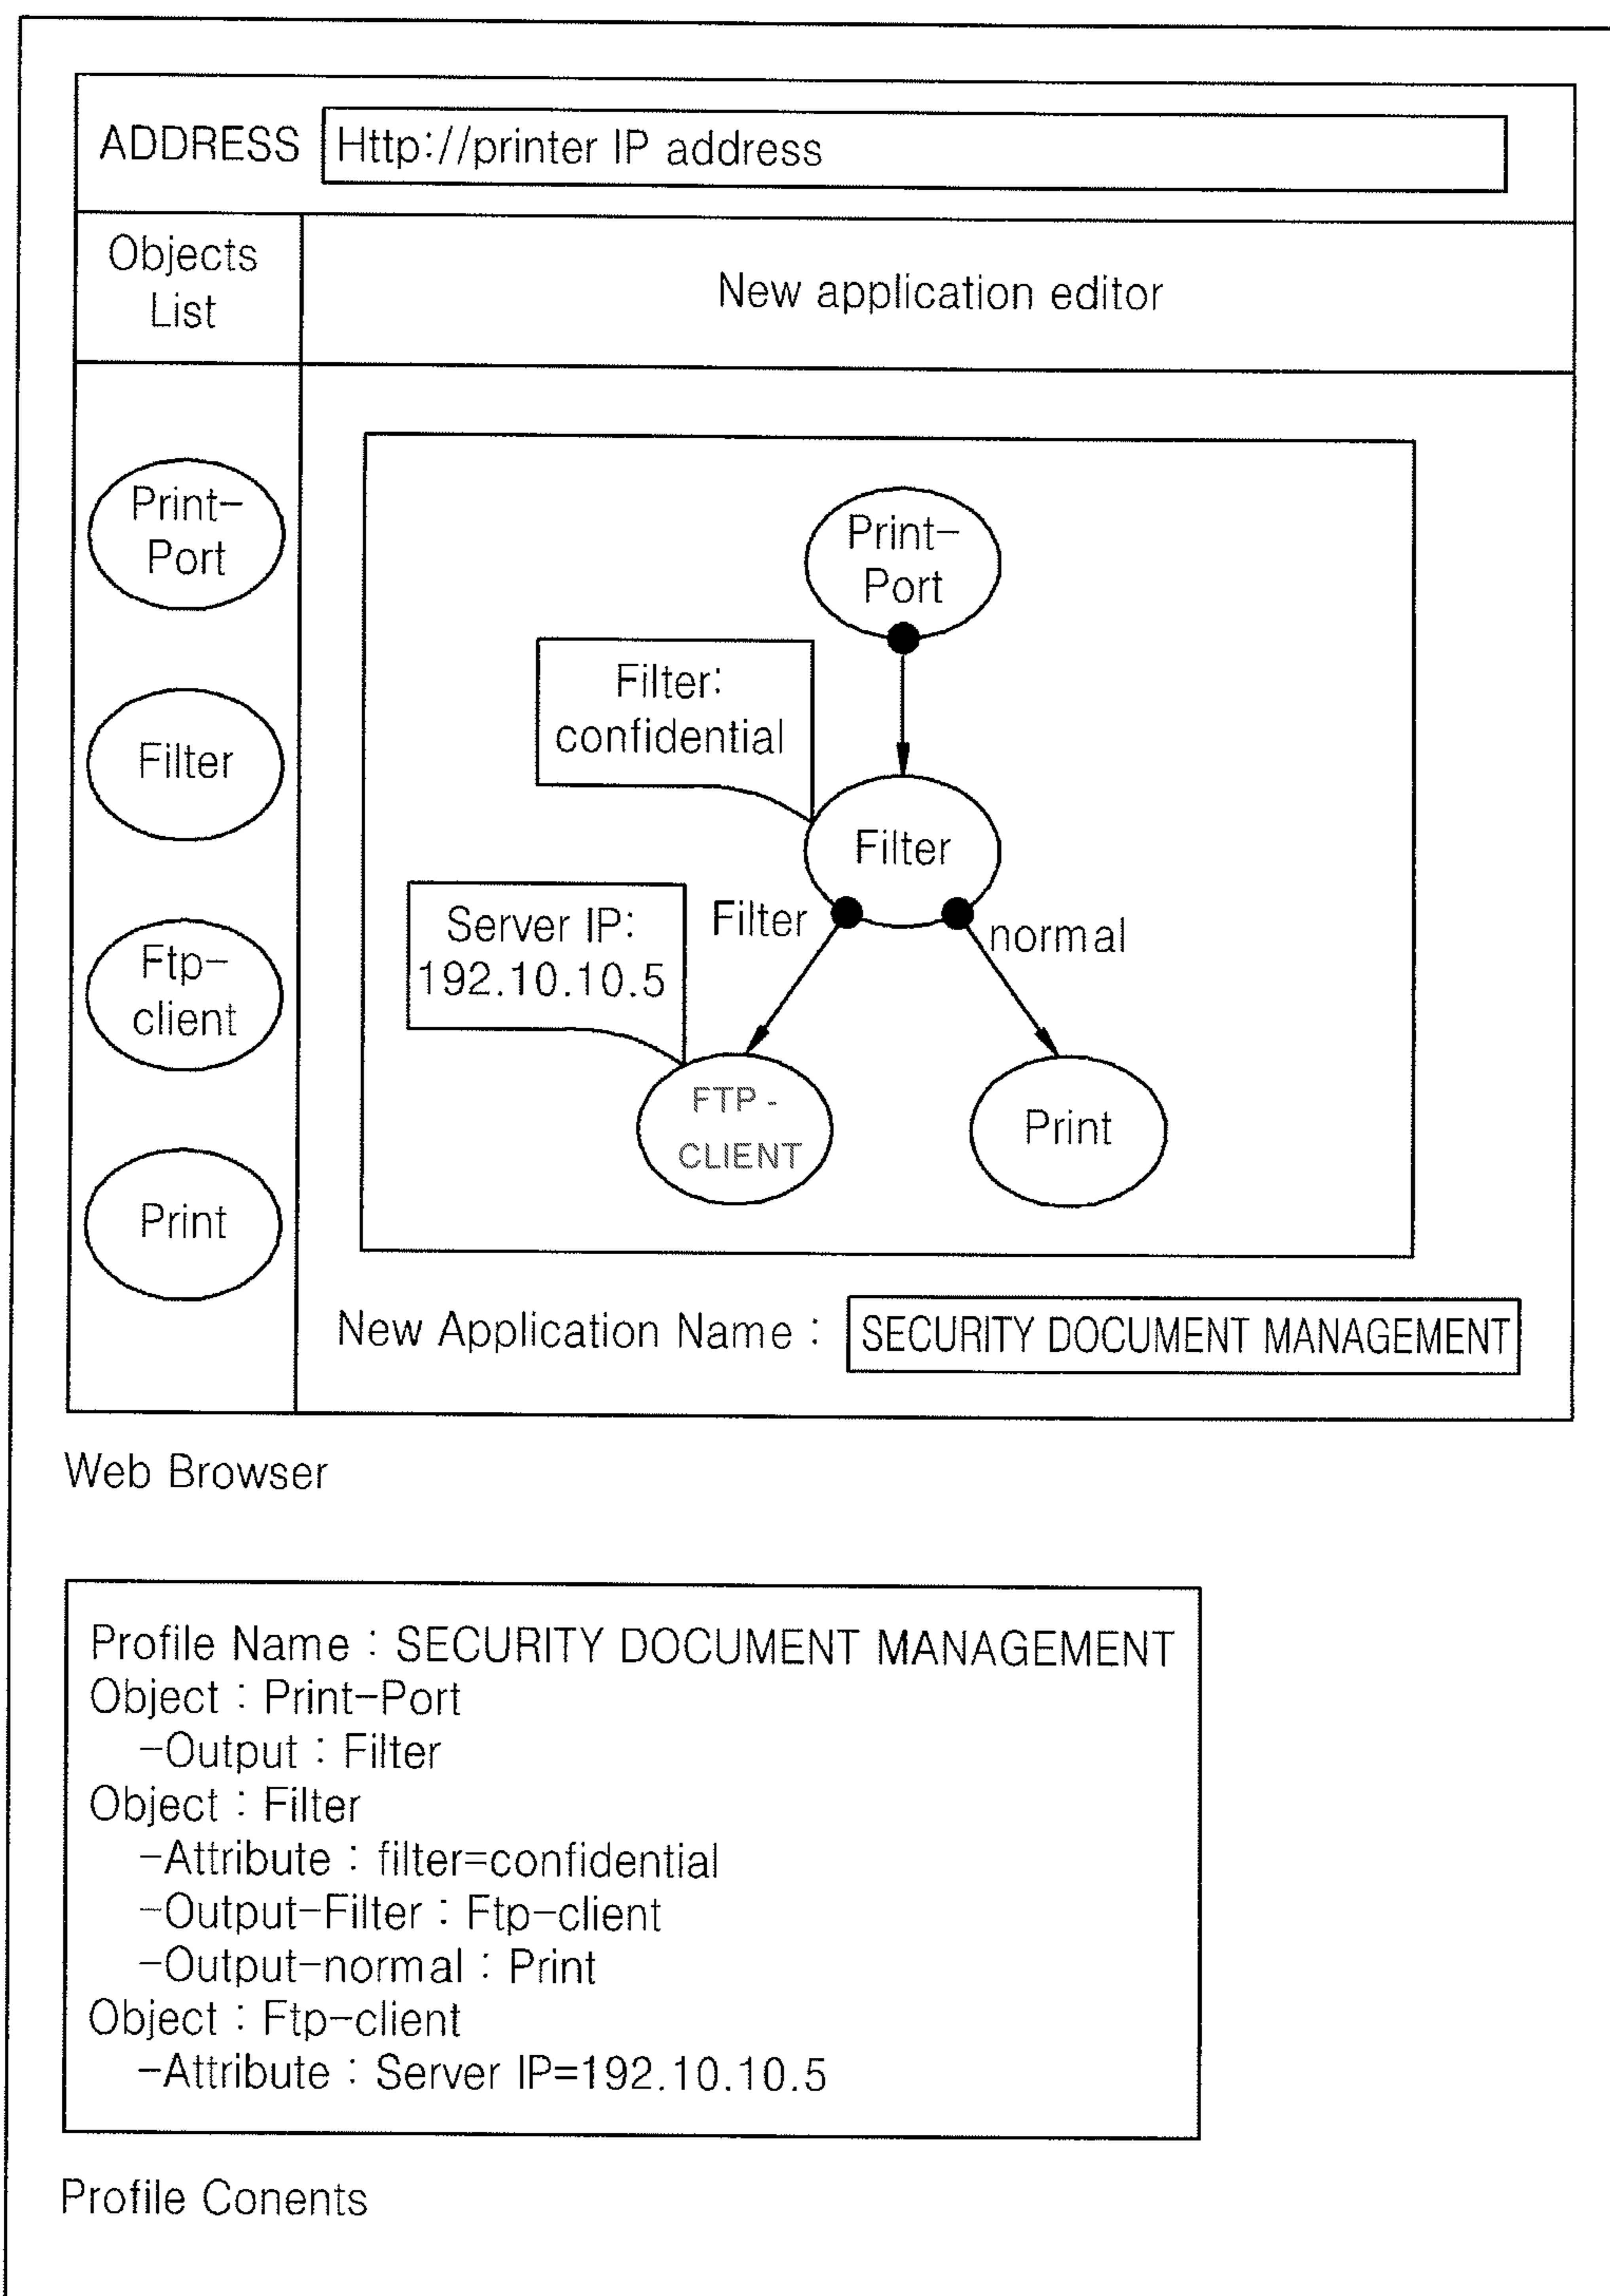 ADDRESS Http://printer IP address
Objects
List
New application editor
Print-
Port
Filter
Ftp-
client
Print
Print-
Port
Filter:
confidential
Filter
Server IP:
192.10.10.5
Filter
normal
FTP -
CLIENT
Print
New Application Name : SECURITY DOCUMENT MANAGEMENT
Web Browser
Profile Name : SECURITY DOCUMENT MANAGEMENT
Object : Print-Port
-Output : Filter
Object : Filter
-Attribute : filter=confidential
-Output-Filter : Ftp-client
-Output-normal : Print
Object : Ftp-client
-Attribute : Server IP=192.10.10.5
Profile Conents